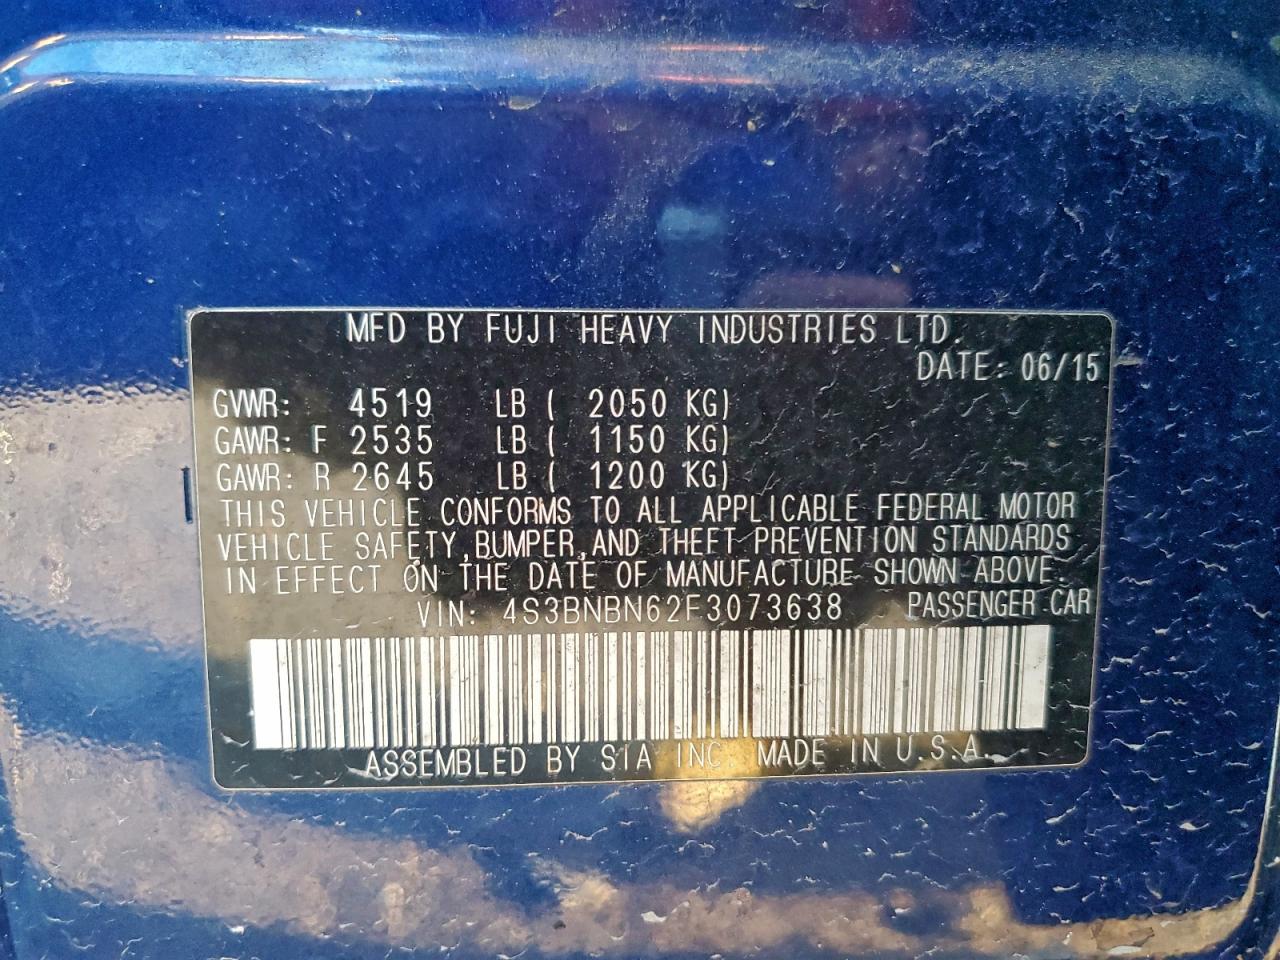 MFD BY FUJI HEAVY INDUSTRIES LTD.
DATE: 06/15
GVWR: 4519 LB ( 2050 KG)
GAWR: F 2535 LB ( 1150 KG)
GAWR: R 2645 LB ( 1200 KG)
THIS VEHICLE CONFORMS TO ALL APPLICABLE FEDERAL MOTOR
VEHICLE SAFETY, BUMPER, AND THEFT PREVENTION STANDARDS
IN EFFECT ON THE DATE OF MANUFACTURE SHOWN ABOVE.
VIN: 4S3BNBN62F3073638 PASSENGER CAR
ASSEMBLED BY SIA INC. MADE IN U.S.A.